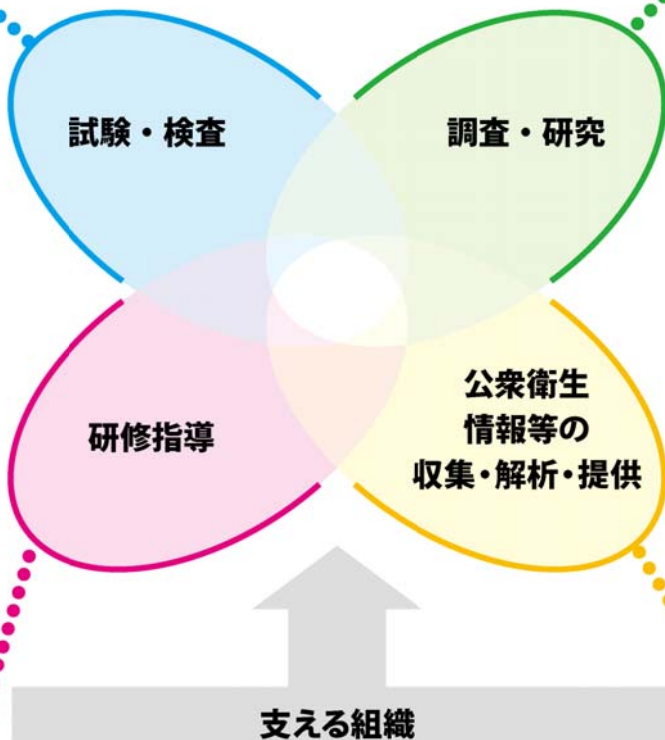 試験・検査
調査・研究
研修指導
公衆衛生
情報等の
収集・解析・提供
支える組織